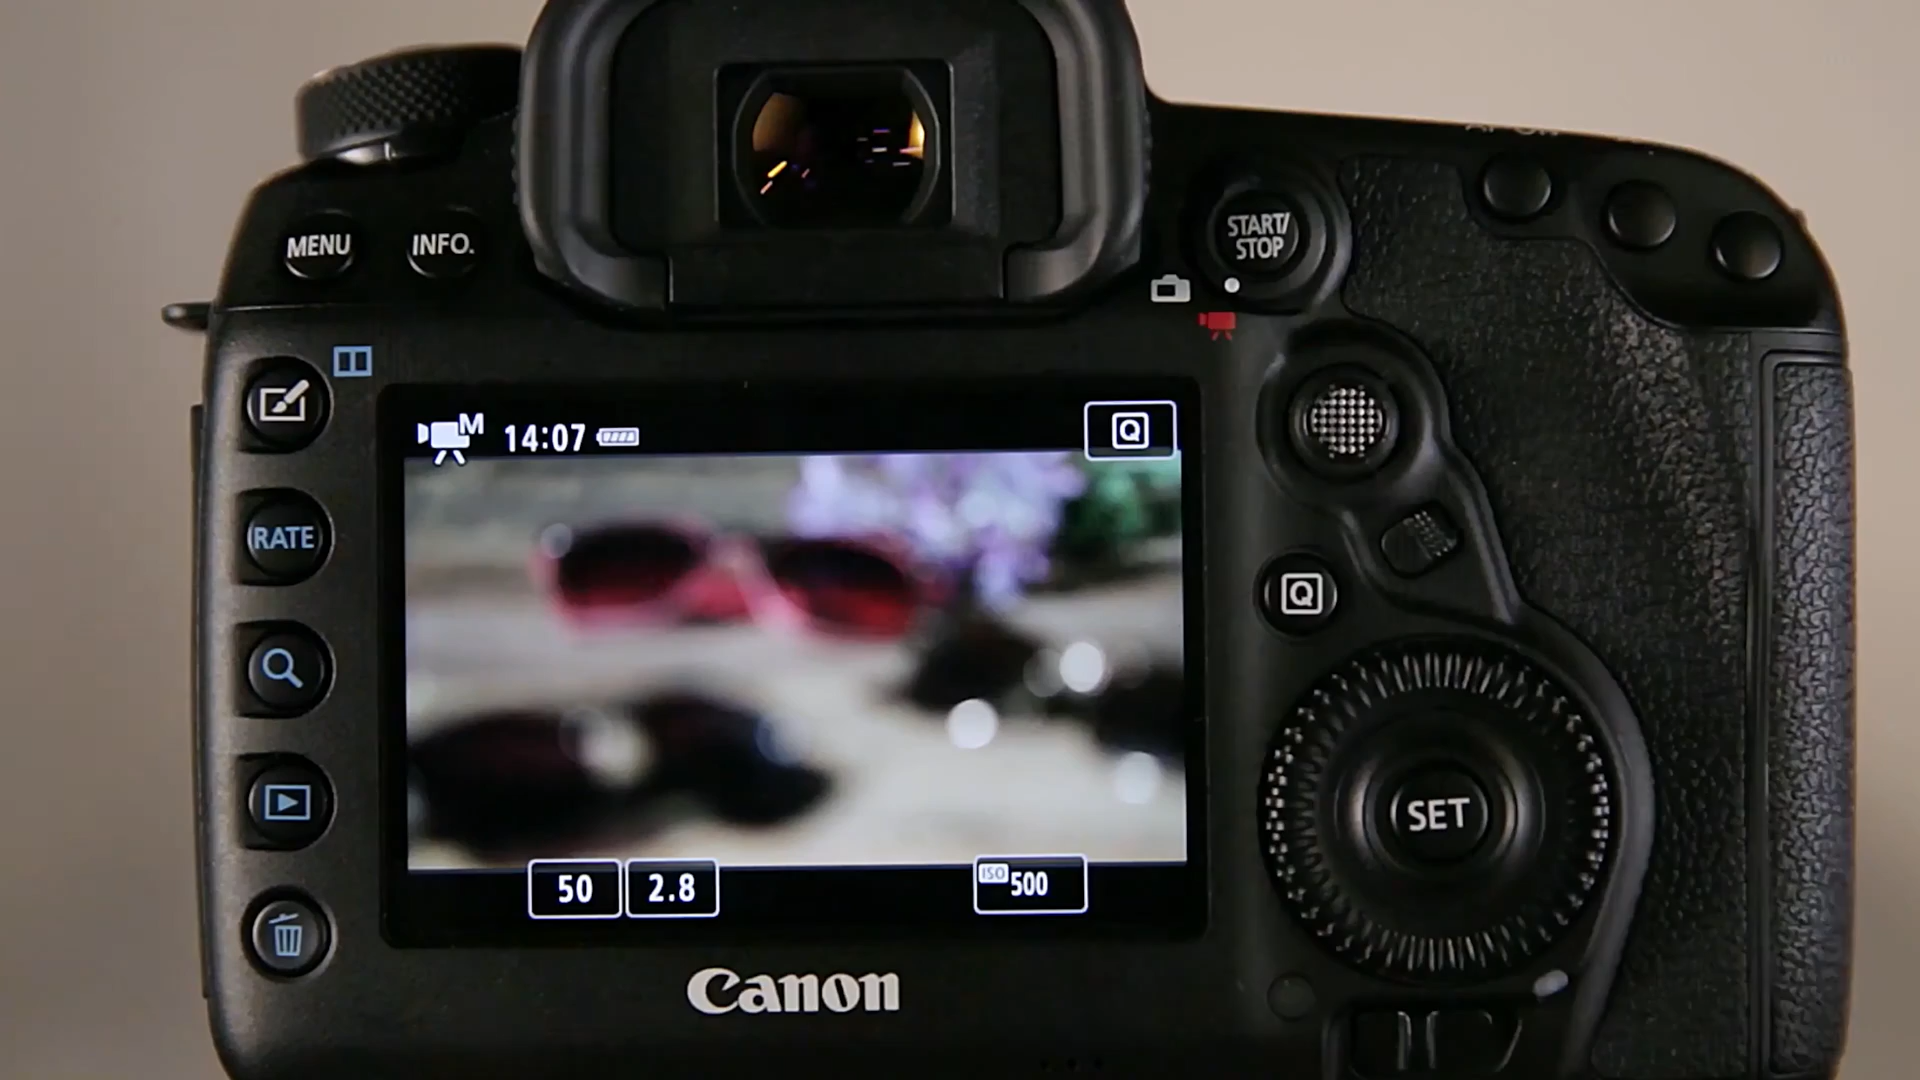 MENU
INFO.
START/
STOP
M
14:07
Q
RATE
Q
SET
50
2.8
ISO
500
Canon